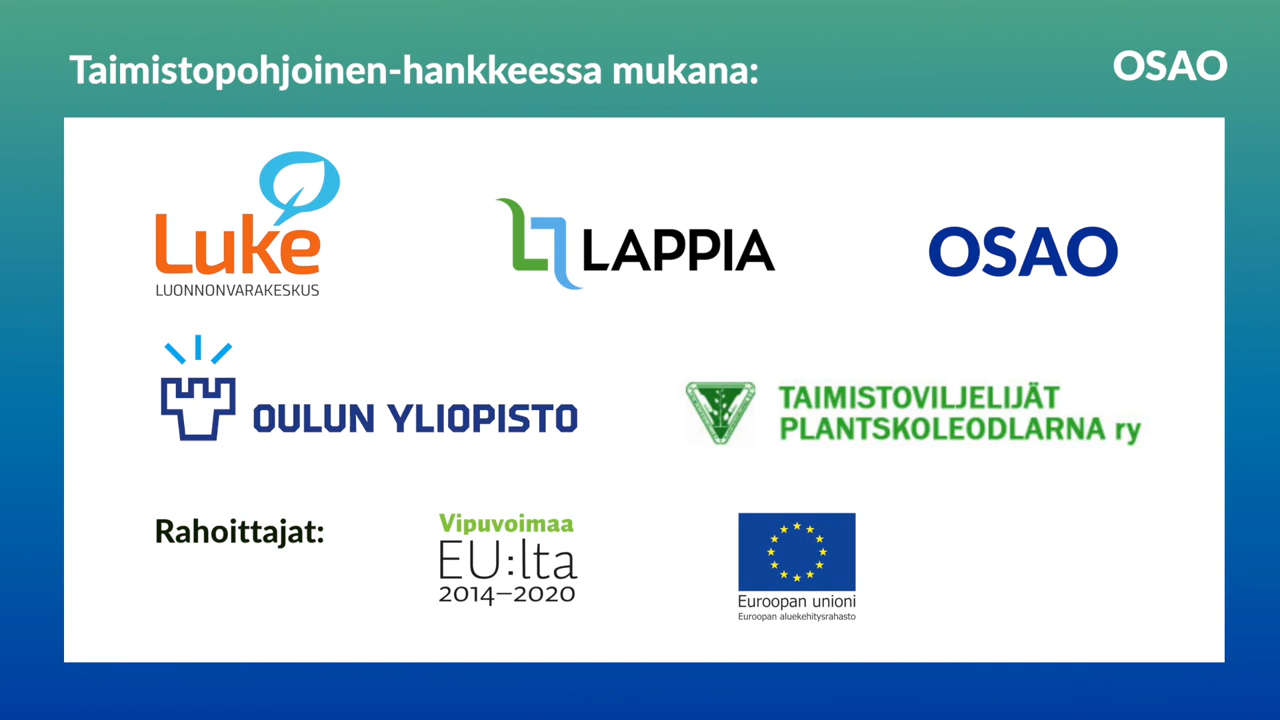 Taimistopohjoinen-hankkeessa mukana:
OSAO
Luke
LUONNONVARAKESKUS
LAPPIA
OSAO
OULUN YLIOPISTO
TAIMISTOVILJELIJÄT
PLANTSKOLEODLARNA ry
Rahoittajat:
Vipuvoimaa
EU:lta
2014–2020
Euroopan unioni
Euroopan aluekehitysrahasto